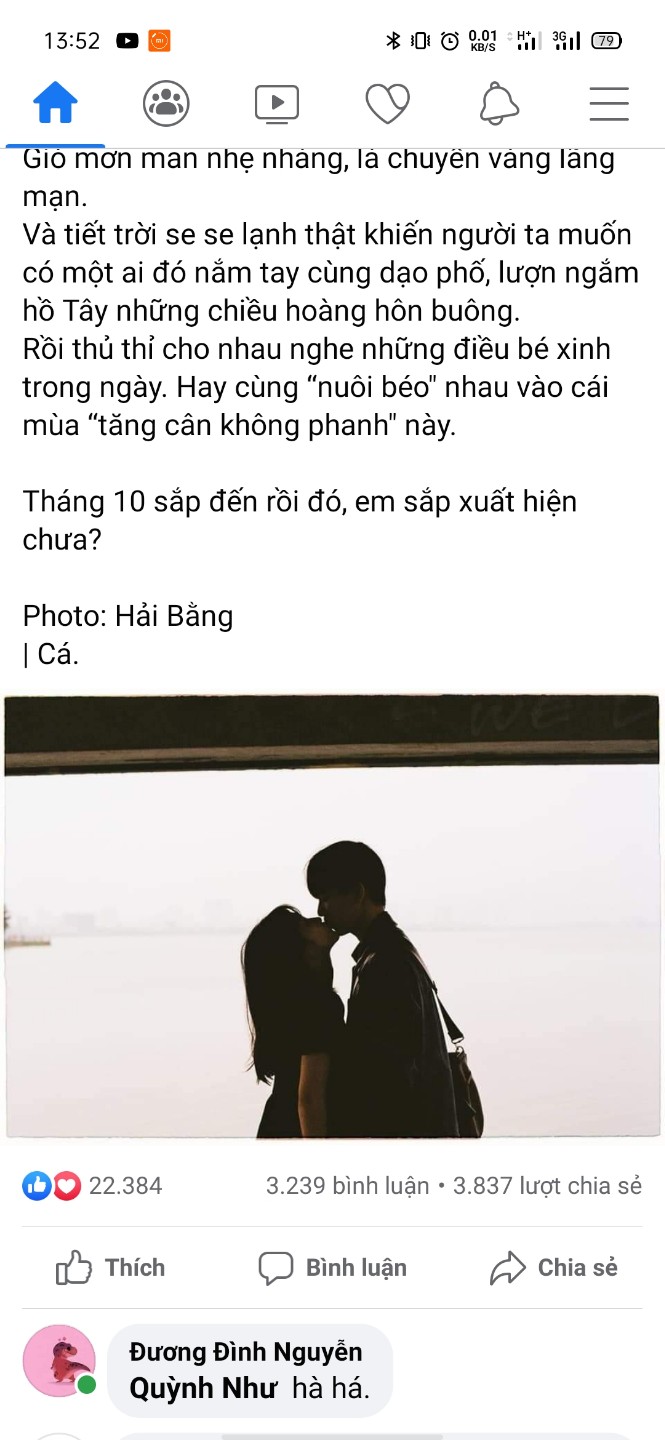 13:52
0.01
KB/S
H+
3G
79
Gió mơn man nhẹ nhàng, lá chuyển vàng lãng
mạn.
Và tiết trời se se lạnh thật khiến người ta muốn
có một ai đó nắm tay cùng dạo phố, lượn ngắm
hồ Tây những chiều hoàng hôn buông.
Rồi thủ thỉ cho nhau nghe những điều bé xinh
trong ngày. Hay cùng “nuôi béo" nhau vào cái
mùa “tăng cân không phanh" này.
Tháng 10 sắp đến rồi đó, em sắp xuất hiện
chưa?
Photo: Hải Bằng
| Cá.
22.384
3.239 bình luận • 3.837 lượt chia sẻ
Thích
Bình luận
Chia sẻ
Đương Đình Nguyễn
Quỳnh Như hà há.